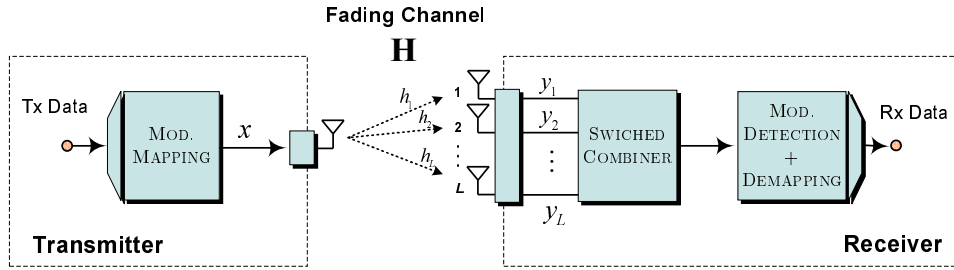 Fading Channel
H
Tx Data
MOD.
MAPPING
x
h1
h2
hL
1
2
L
y1
y2
yL
SWICHED
COMBINER
MOD.
DETECTION
+
DEMAPPING
Rx Data
Transmitter
Receiver